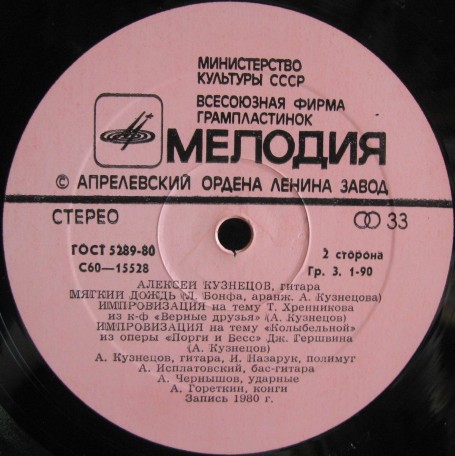 МИНИСТЕРСТВО
КУЛЬТУРЫ СССР
ВСЕСОЮЗНАЯ ФИРМА
ГРАМПЛАСТИНОК
МЕЛОДИЯ
© АПРЕЛЕВСКИЙ ОРДЕНА ЛЕНИНА ЗАВОД
СТЕРЕО 33
ГОСТ 5289-80 2 сторона
С60—15528 Гр. 3. 1-90
АЛЕКСЕЙ КУЗНЕЦОВ, гитара
МЯГКИЙ ДОЖДЬ (Л. Бонфа, аранж. А. Кузнецова)
ИМПРОВИЗАЦИЯ на тему Т. Хренникова
из к-ф «Верные друзья» (А. Кузнецов)
ИМПРОВИЗАЦИЯ на тему «Колыбельной»
из оперы «Порги и Бесс» Дж. Гершвина
(А. Кузнецов)
А. Кузнецов, гитара, И. Назарук, полимуг
А. Исплатовский, бас-гитара
А. Чернышов, ударные
А. Гореткин, конги
Запись 1980 г.